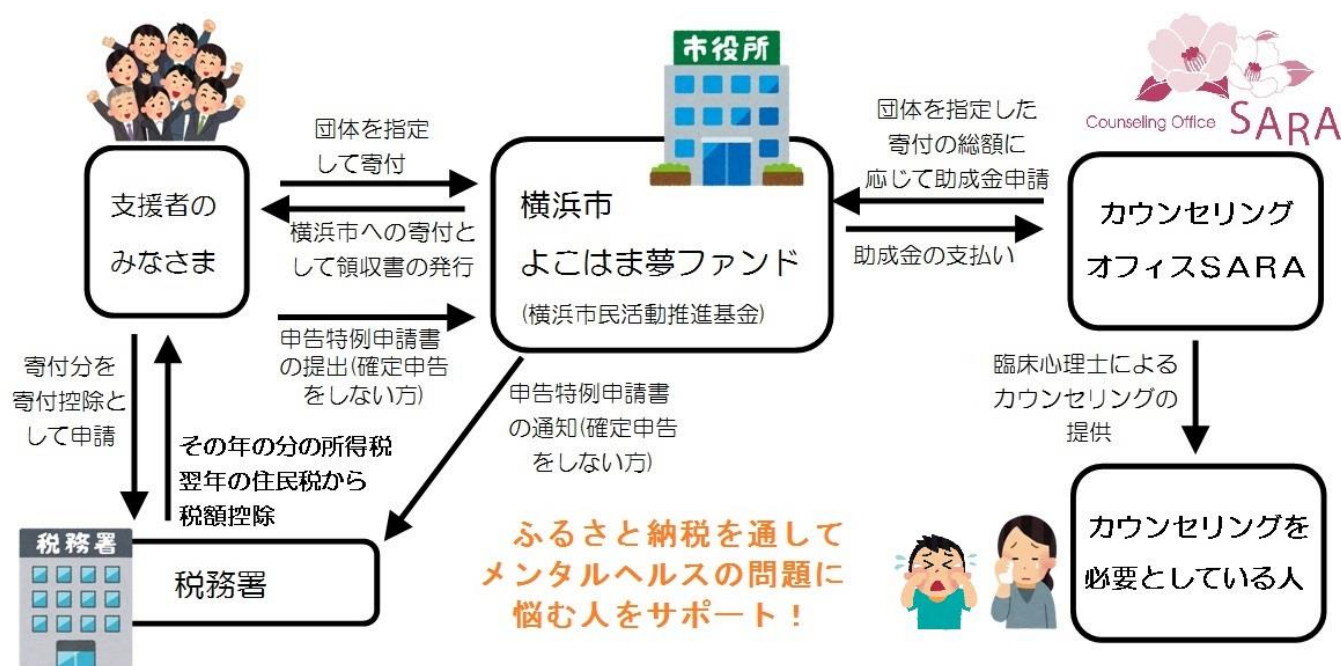 市役所
Counseling Office SARA
団体を指定
して寄付
団体を指定した
寄付の総額に
応じて助成金申請
支援者の
みなさま
横浜市
よこはま夢ファンド
(横浜市民活動推進基金)
カウンセリング
オフィスSARA
横浜市への寄付と
して領収書の発行
助成金の支払い
申告特例申請書
の提出(確定申告
をしない方)
寄付分を
寄付控除と
して申請
その年の分の所得税
翌年の住民税から
税額控除
申告特例申請書
の通知(確定申告
をしない方)
臨床心理士による
カウンセリングの
提供
税務署
税務署
ふるさと納税を通して
メンタルヘルスの問題に
悩む人をサポート！
カウンセリングを
必要としている人